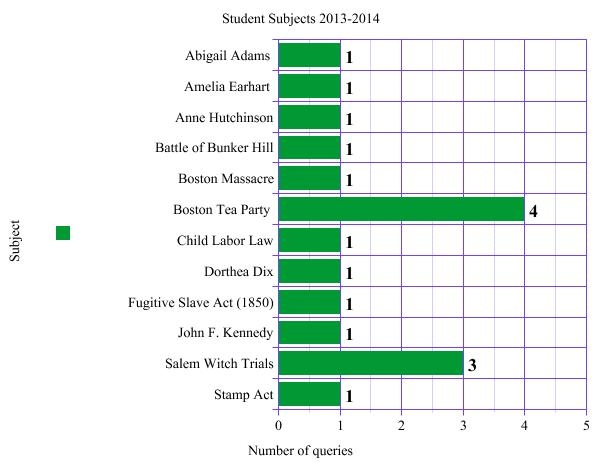 Student Subjects 2013-2014
Abigail Adams 1
Amelia Earhart 1
Anne Hutchinson 1
Battle of Bunker Hill 1
Boston Massacre 1
Boston Tea Party 4
Subject
Child Labor Law 1
Dorthea Dix 1
Fugitive Slave Act (1850) 1
John F. Kennedy 1
Salem Witch Trials 3
Stamp Act 1
0 1 2 3 4 5
Number of queries